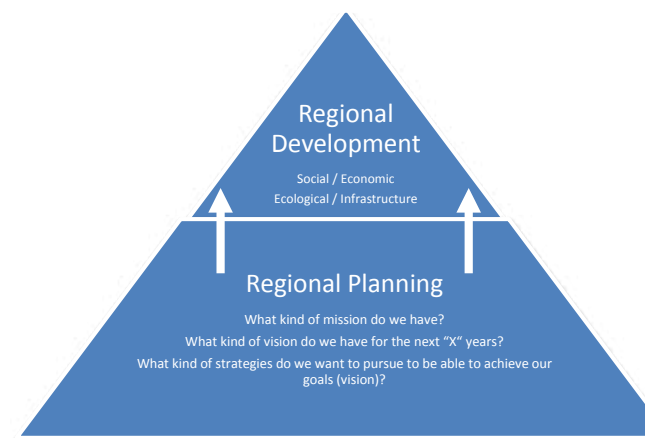 Regional
Development
Social / Economic
Ecological / Infrastructure
Regional Planning
What kind of mission do we have?
What kind of vision do we have for the next “X” years?
What kind of strategies do we want to pursue to be able to achieve our
goals (vision)?